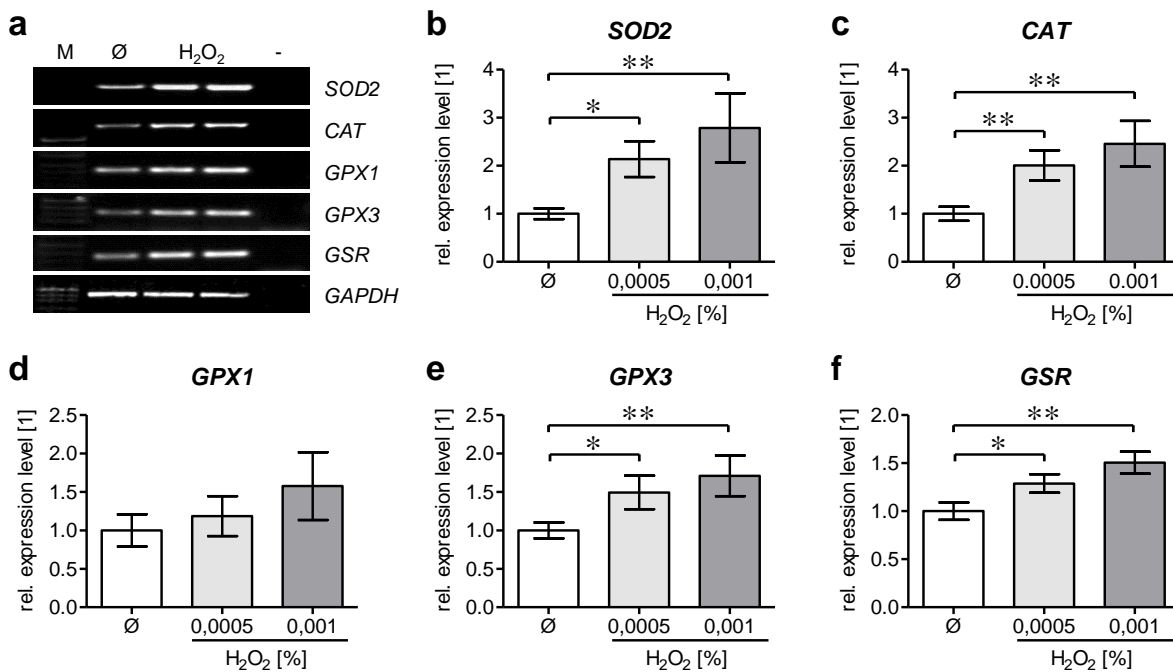 a
M Ø H₂O₂ -
SOD2
CAT
GPX1
GPX3
GSR
GAPDH
b
SOD2
rel. expression level [1]
4
3
2
1
0
*
**
Ø 0,0005 0,001
H₂O₂ [%]
c
CAT
rel. expression level [1]
4
3
2
1
0
**
**
Ø 0.0005 0.001
H₂O₂ [%]
d
GPX1
rel. expression level [1]
2.5
2.0
1.5
1.0
0.5
0.0
Ø 0,0005 0,001
H₂O₂ [%]
e
GPX3
rel. expression level [1]
2.5
2.0
1.5
1.0
0.5
0.0
**
*
Ø 0,0005 0,001
H₂O₂ [%]
f
GSR
rel. expression level [1]
2.0
1.5
1.0
0.5
0.0
**
*
Ø 0,0005 0,001
H₂O₂ [%]